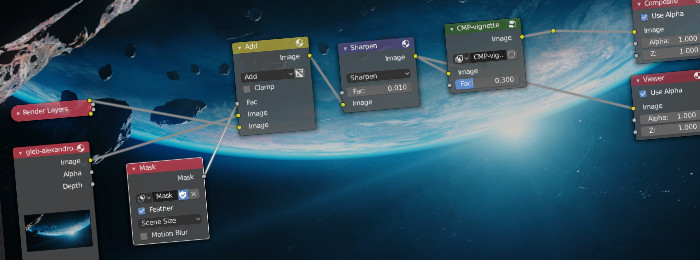 Render Layers
gleb-alexandro
Image
Alpha
Depth
Mask
Mask
Mask
Feather
Scene Size
Motion Blur
Add
Image
Add
Clamp
Fac
Image
Image
Sharpen
Image
Sharpen
Fac: 0.010
Image
CMP-vignette
Image
CMP-vig..
Image
Fac 0.300
Composite
Use Alpha
Image
Alpha: 1.000
Z: 1.000
Viewer
Use Alpha
Image
Alpha: 1.000
Z: 1.000